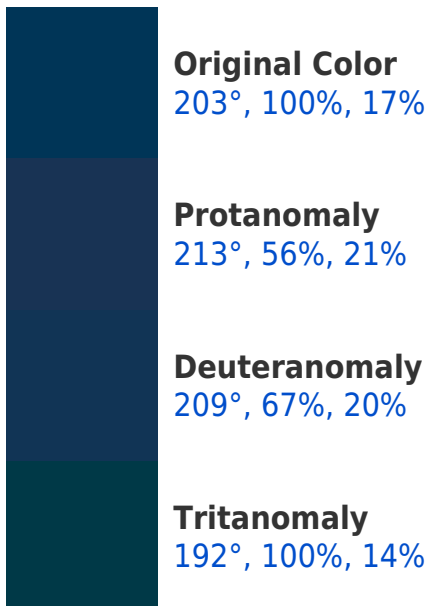 Original Color
203°, 100%, 17%
Protanomaly
213°, 56%, 21%
Deuteranomaly
209°, 67%, 20%
Tritanomaly
192°, 100%, 14%